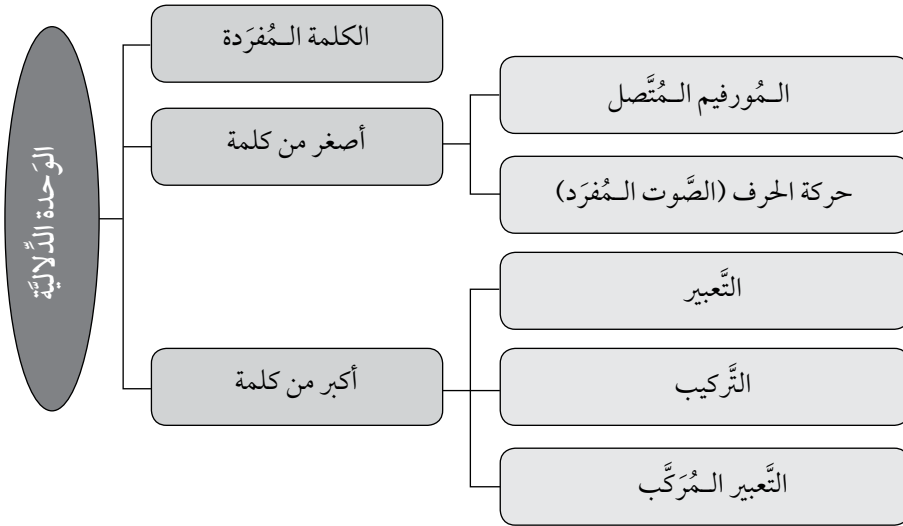 الوَحدة الدِّلاليَّة
الكلمة الـمُفرَدة
أصغر من كلمة
الـمُورفيم الـمُتَّصل
حركة الحرف (الصَّوت الـمُفرَد)
أكبر من كلمة
التَّعبير
التَّركيب
التَّعبير الـمُرَكَّب